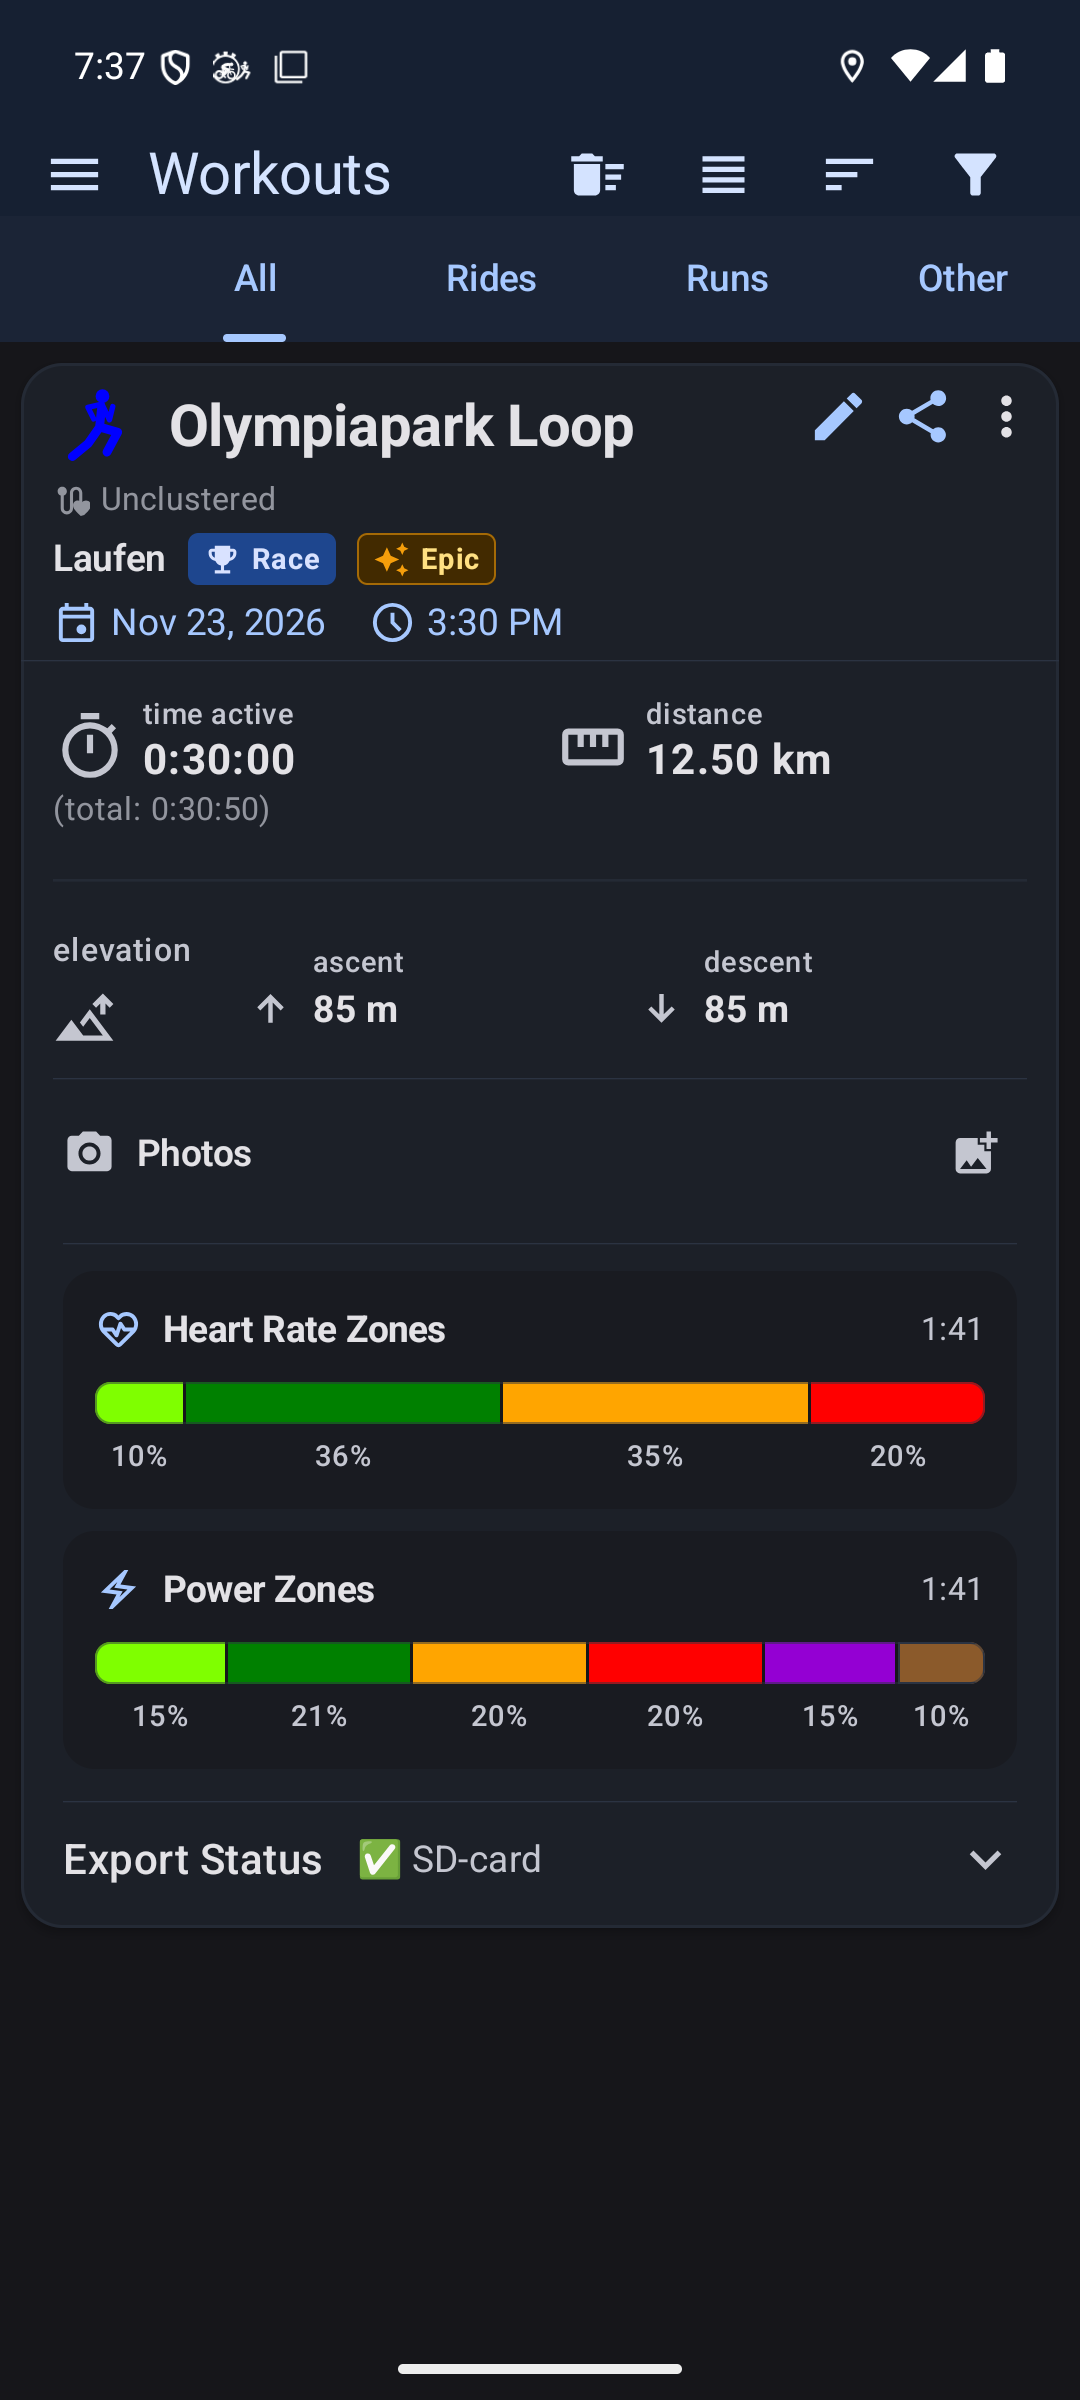 7:37
Workouts
All Rides Runs Other
Olympiapark Loop
Unclustered
Laufen Race Epic
Nov 23, 2026 3:30 PM
time active distance
0:30:00 12.50 km
(total: 0:30:50)
elevation ascent descent
85 m 85 m
Photos
Heart Rate Zones 1:41
10% 36% 35% 20%
Power Zones 1:41
15% 21% 20% 20% 15% 10%
Export Status ✅ SD-card